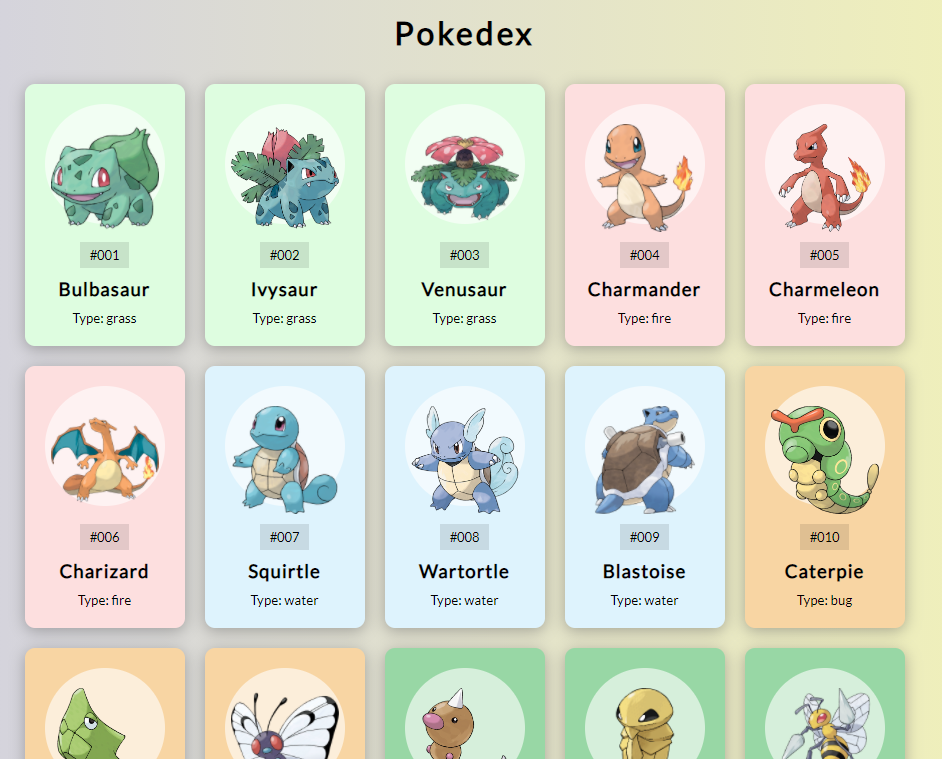 Pokedex
#001
Bulbasaur
Type: grass
#002
Ivysaur
Type: grass
#003
Venusaur
Type: grass
#004
Charmander
Type: fire
#005
Charmeleon
Type: fire
#006
Charizard
Type: fire
#007
Squirtle
Type: water
#008
Wartortle
Type: water
#009
Blastoise
Type: water
#010
Caterpie
Type: bug